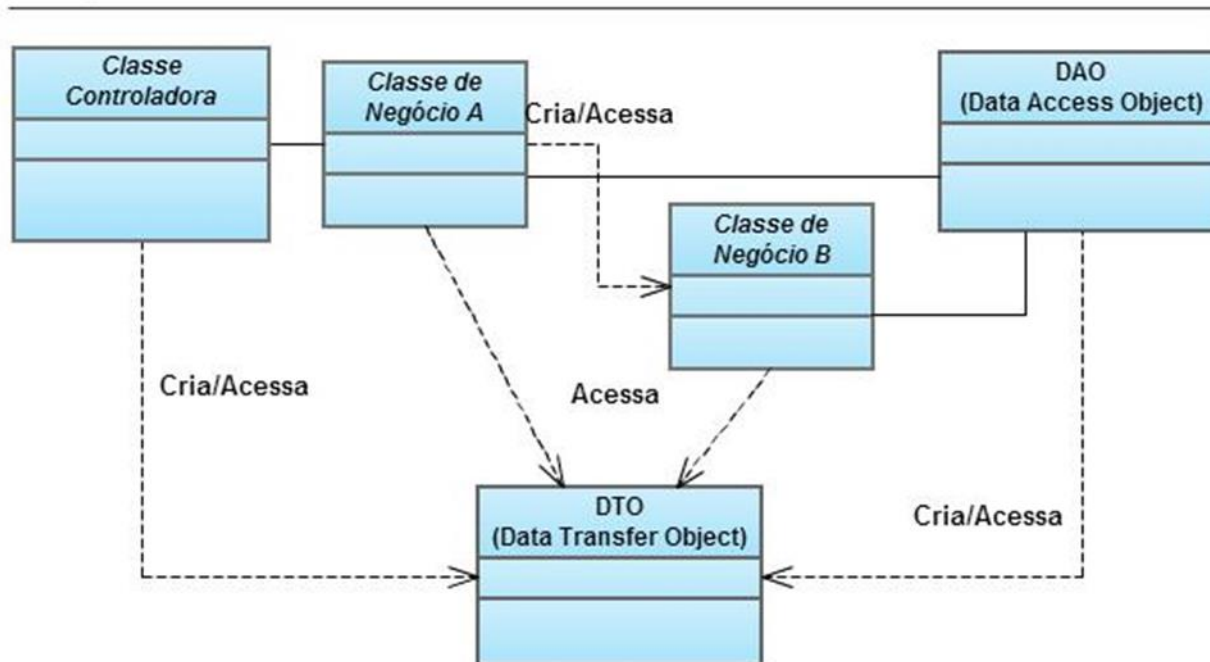 Classe
Controladora
Classe de
Negócio A
Cria/Acessa
DAO
(Data Access Object)
Classe de
Negócio B
Cria/Acessa
Acessa
DTO
(Data Transfer Object)
Cria/Acessa